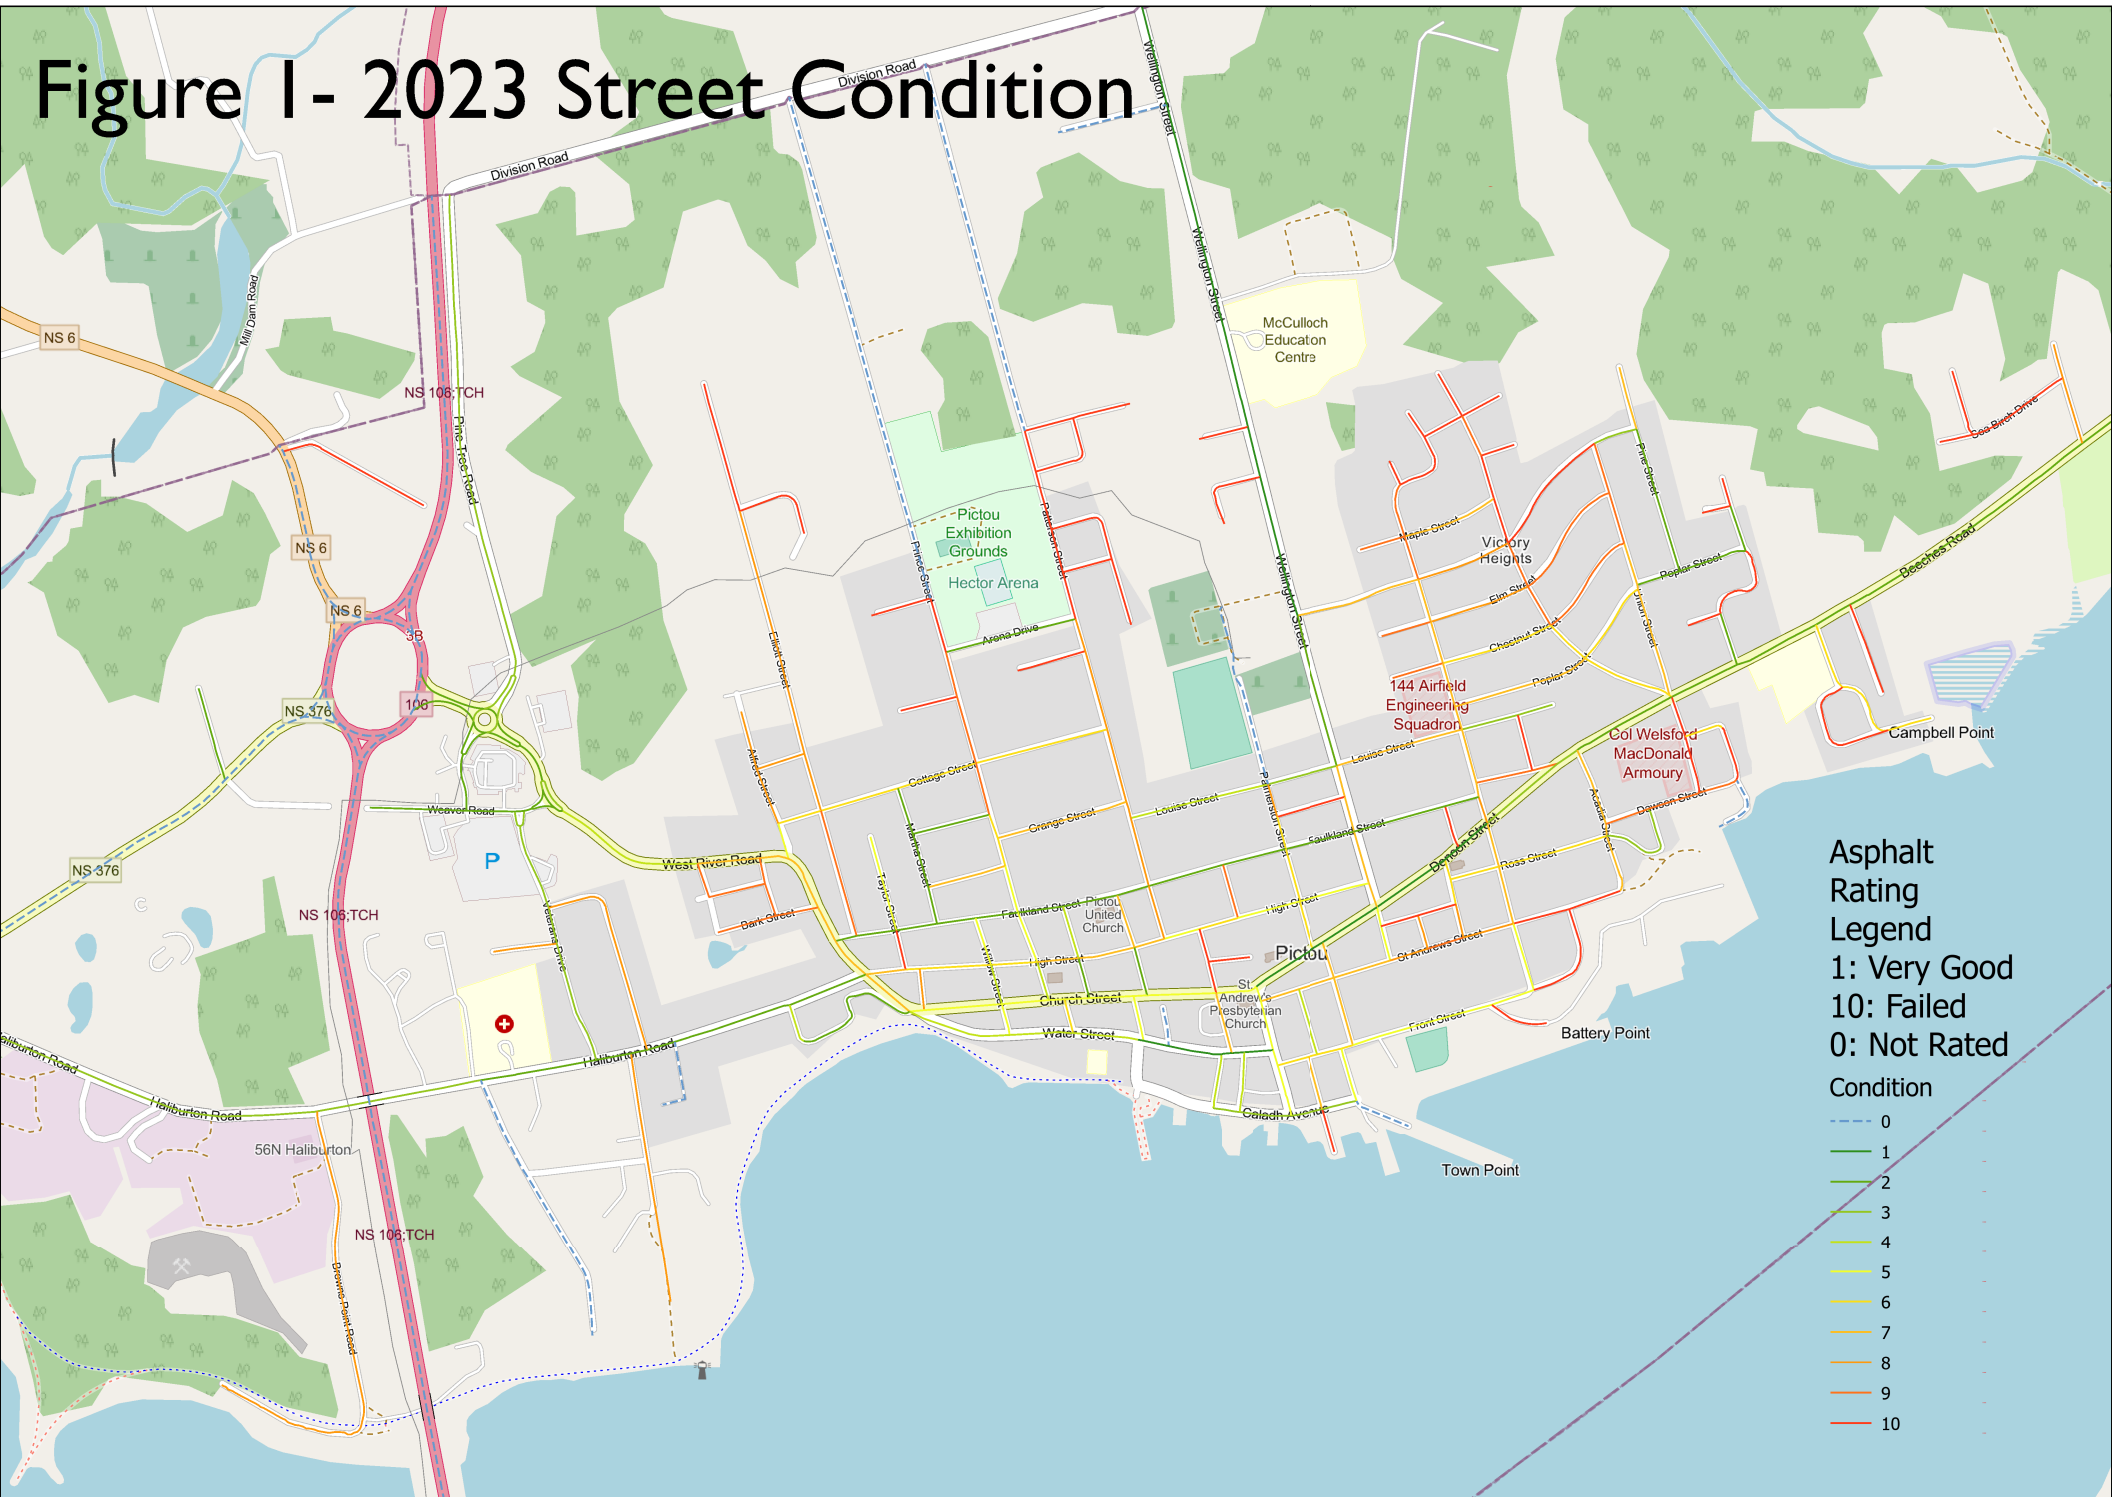 Figure 1- 2023 Street Condition
Division Road
Division Road
Wellington Street
Wellington Street
Wellington Street
NS 6
Mill Dam Road
McCulloch
Education
Centre
NS 106;TCH
Pine Tree Road
Sea Birch Drive
Pine Street
Pictou
Exhibition
Grounds
Hector Arena
Patterson Street
Prince Street
Maple Street
Victory
Heights
Beeches Road
NS 6
NS 6
3B
Poplar Street
Elm Street
Union Street
Arena Drive
Chestnut Street
Elliott Street
Poplar Street
NS 376
106
144 Airfield
Engineering
Squadron
Campbell Point
Col Welsford
MacDonald
Armoury
Louise Street
Cottage Street
Alfred Street
Palmerston Street
Louise Street
Acadia Street
Dawson Street
Weaver Road
Grange Street
Faulkland Street
Denoon Street
Martha Street
West River Road
P
NS 376
Ross Street
Taylor Street
Faulkland Street
Pictou
United
Church
High Street
Bark Street
NS 106;TCH
Veterans Drive
Willow Street
High Street
Pictou
St Andrews Street
Church Street
St.
Andrew's
Presbyterian
Church
Front Street
Battery Point
Water Street
Haliburton Road
Haliburton Road
Haliburton Road
Caladh Avenue
56N Haliburton
Town Point
NS 106;TCH
Browns Point Road
Asphalt
Rating
Legend
1: Very Good
10: Failed
0: Not Rated
Condition
0
1
2
3
4
5
6
7
8
9
10